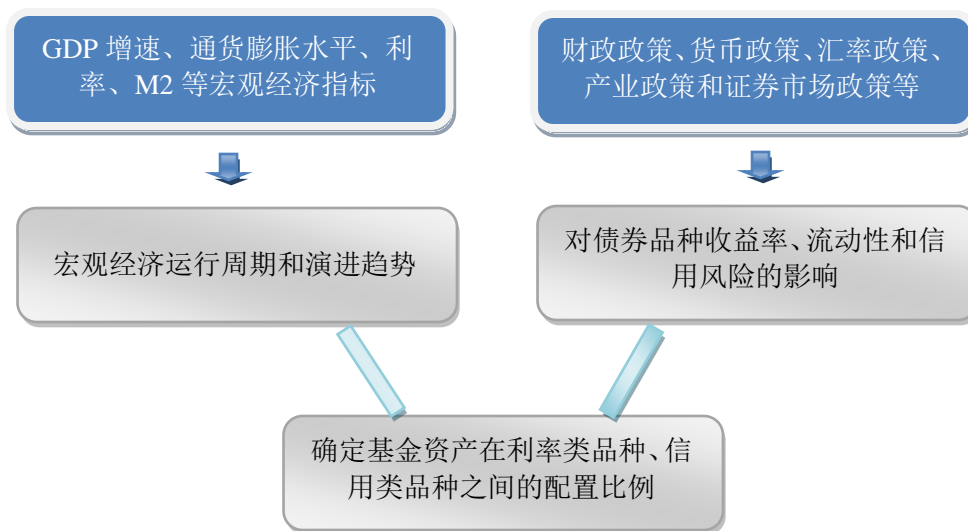 GDP 增速、通货膨胀水平、利
率、M2 等宏观经济指标
财政政策、货币政策、汇率政策、
产业政策和证券市场政策等
宏观经济运行周期和演进趋势
对债券品种收益率、流动性和信
用风险的影响
确定基金资产在利率类品种、信
用类品种之间的配置比例